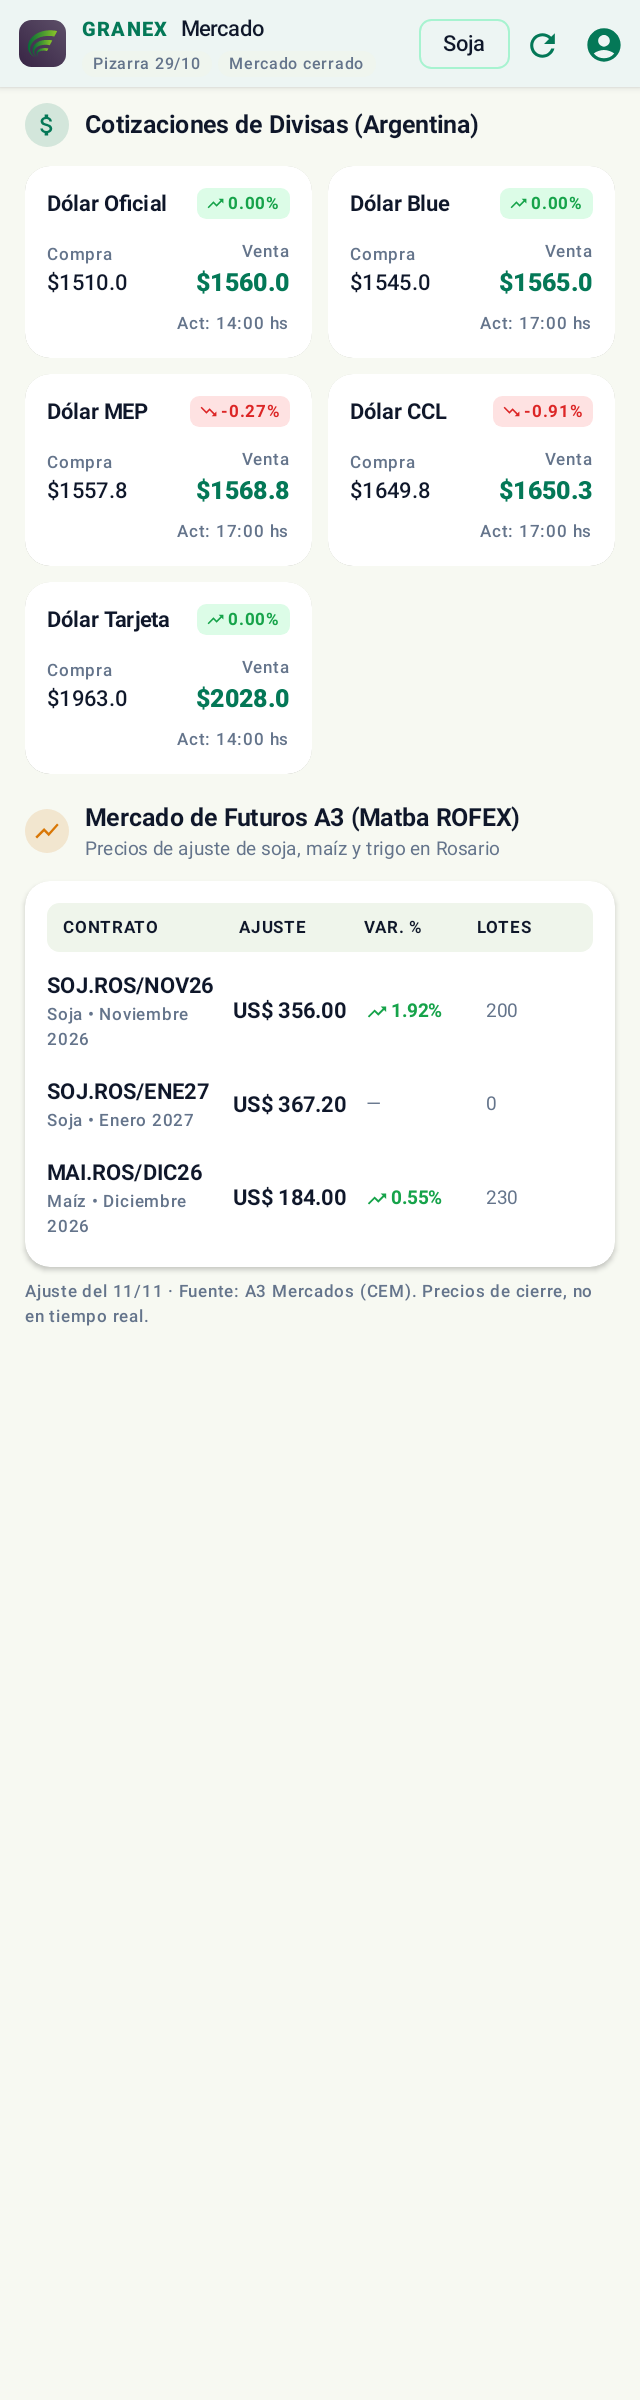 GRANEX Mercado
Pizarra 29/10 Mercado cerrado
Soja
Cotizaciones de Divisas (Argentina)
Dólar Oficial 0.00%
Compra Venta
$1510.0 $1560.0
Act: 14:00 hs
Dólar Blue 0.00%
Compra Venta
$1545.0 $1565.0
Act: 17:00 hs
Dólar MEP -0.27%
Compra Venta
$1557.8 $1568.8
Act: 17:00 hs
Dólar CCL -0.91%
Compra Venta
$1649.8 $1650.3
Act: 17:00 hs
Dólar Tarjeta 0.00%
Compra Venta
$1963.0 $2028.0
Act: 14:00 hs
Mercado de Futuros A3 (Matba ROFEX)
Precios de ajuste de soja, maíz y trigo en Rosario
CONTRATO AJUSTE VAR. % LOTES
SOJ.ROS/NOV26
Soja • Noviembre
2026
US$ 356.00 1.92% 200
SOJ.ROS/ENE27
Soja • Enero 2027
US$ 367.20 — 0
MAI.ROS/DIC26
Maíz • Diciembre
2026
US$ 184.00 0.55% 230
Ajuste del 11/11 · Fuente: A3 Mercados (CEM). Precios de cierre, no
en tiempo real.